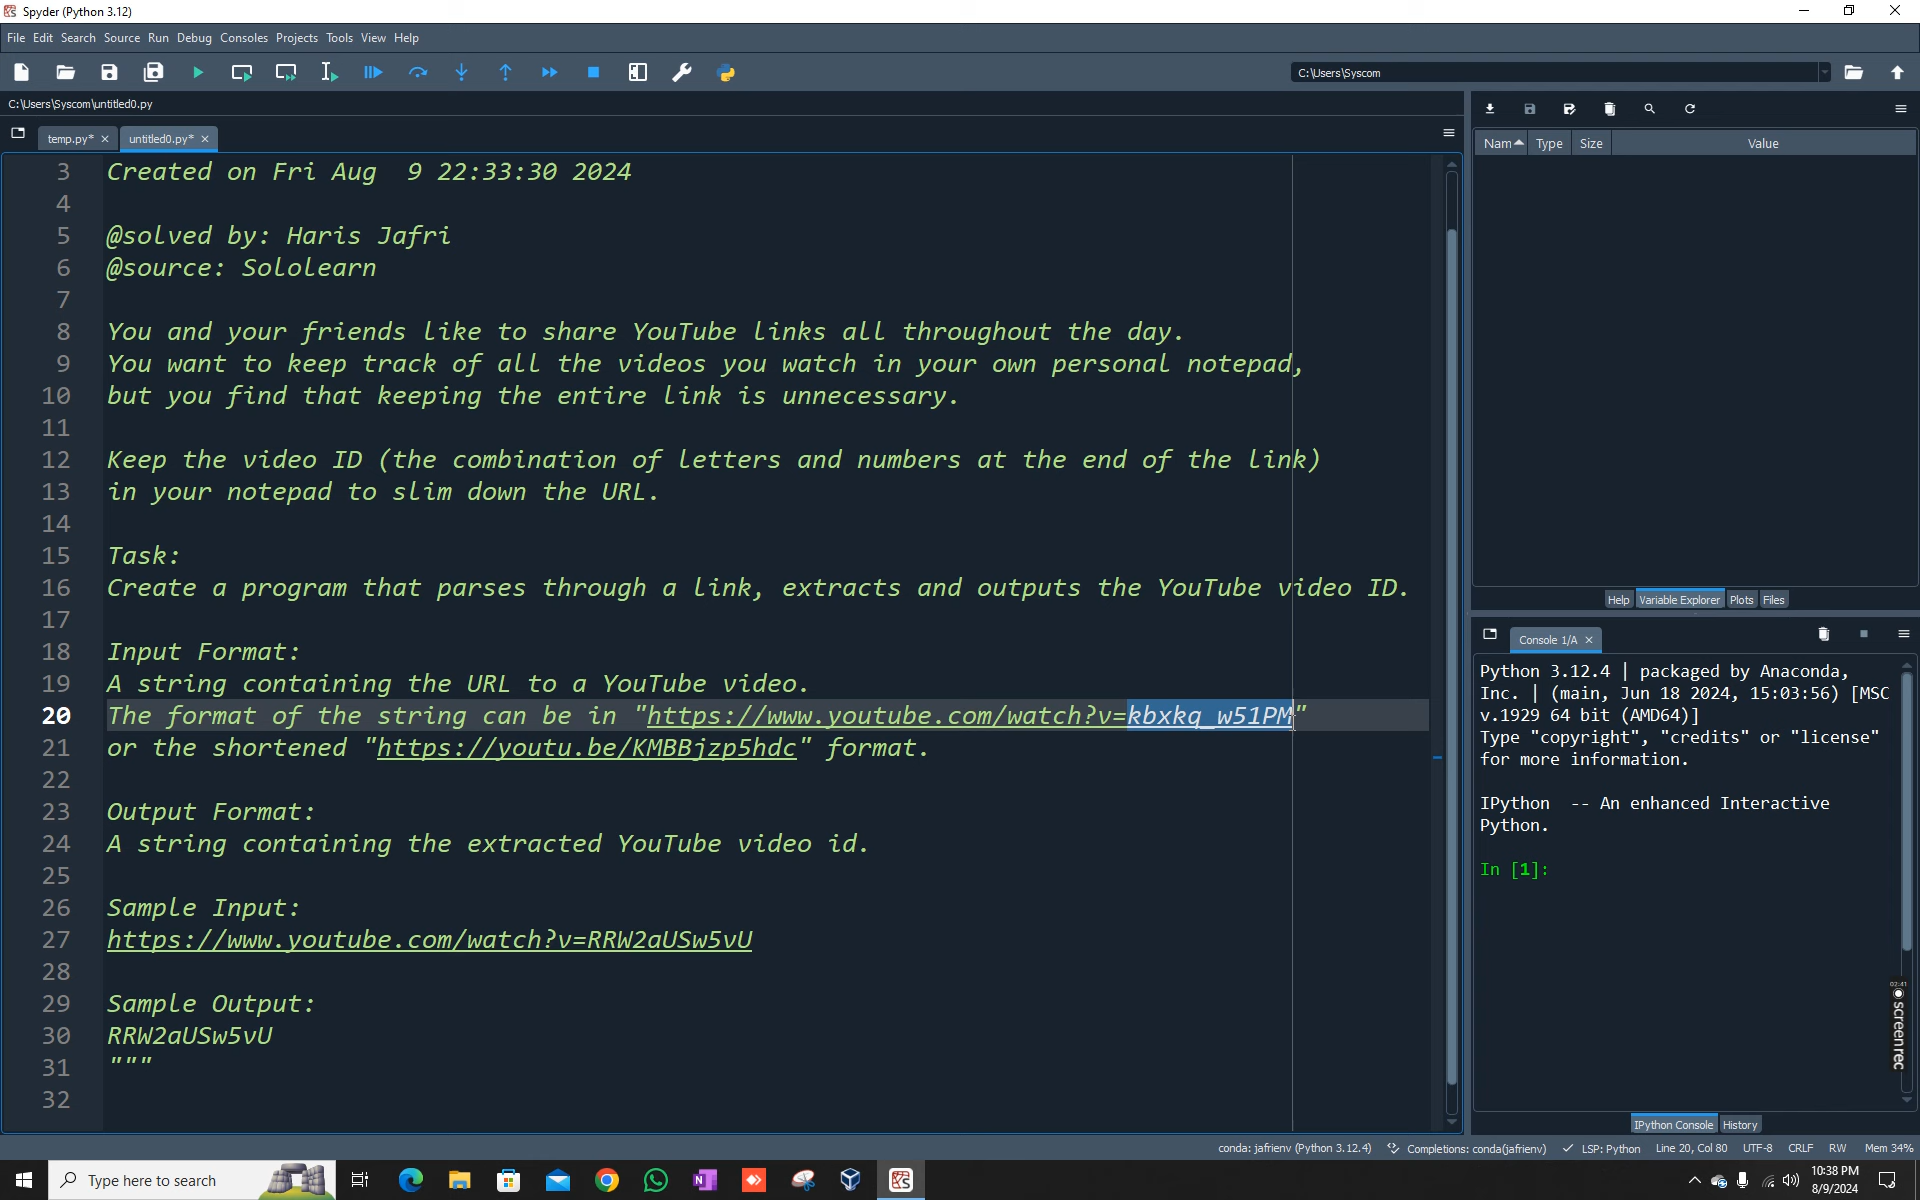 Spyder (Python 3.12)
File Edit Search Source Run Debug Consoles Projects Tools View Help
C:\Users\Syscom
C:\Users\Syscom\untitled0.py
temp.py* untitled0.py*
3 Created on Fri Aug  9 22:33:30 2024
4
5 @solved by: Haris Jafri
6 @source: Sololearn
7
8 You and your friends like to share YouTube links all throughout the day.
9 You want to keep track of all the videos you watch in your own personal notepad,
10 but you find that keeping the entire link is unnecessary.
11
12 Keep the video ID (the combination of letters and numbers at the end of the link)
13 in your notepad to slim down the URL.
14
15 Task:
16 Create a program that parses through a link, extracts and outputs the YouTube video ID.
17
18 Input Format:
19 A string containing the URL to a YouTube video.
20 The format of the string can be in "https://www.youtube.com/watch?v=kbxkq_w51PM"
21 or the shortened "https://youtu.be/KMBBjzp5hdc" format.
22
23 Output Format:
24 A string containing the extracted YouTube video id.
25
26 Sample Input:
27 https://www.youtube.com/watch?v=RRW2aUSw5vU
28
29 Sample Output:
30 RRW2aUSw5vU
31 """
32
Nam Type Size Value
Help Variable Explorer Plots Files
Console 1/A
Python 3.12.4 | packaged by Anaconda,
Inc. | (main, Jun 18 2024, 15:03:56) [MSC
v.1929 64 bit (AMD64)]
Type "copyright", "credits" or "license"
for more information.
IPython  -- An enhanced Interactive
Python.
In [1]:
02:41
screen rec
IPython Console History
conda: jafrienv (Python 3.12.4) Completions: conda(jafrienv) LSP: Python Line 20, Col 80 UTF-8 CRLF RW Mem 34%
Type here to search
10:38 PM
8/9/2024